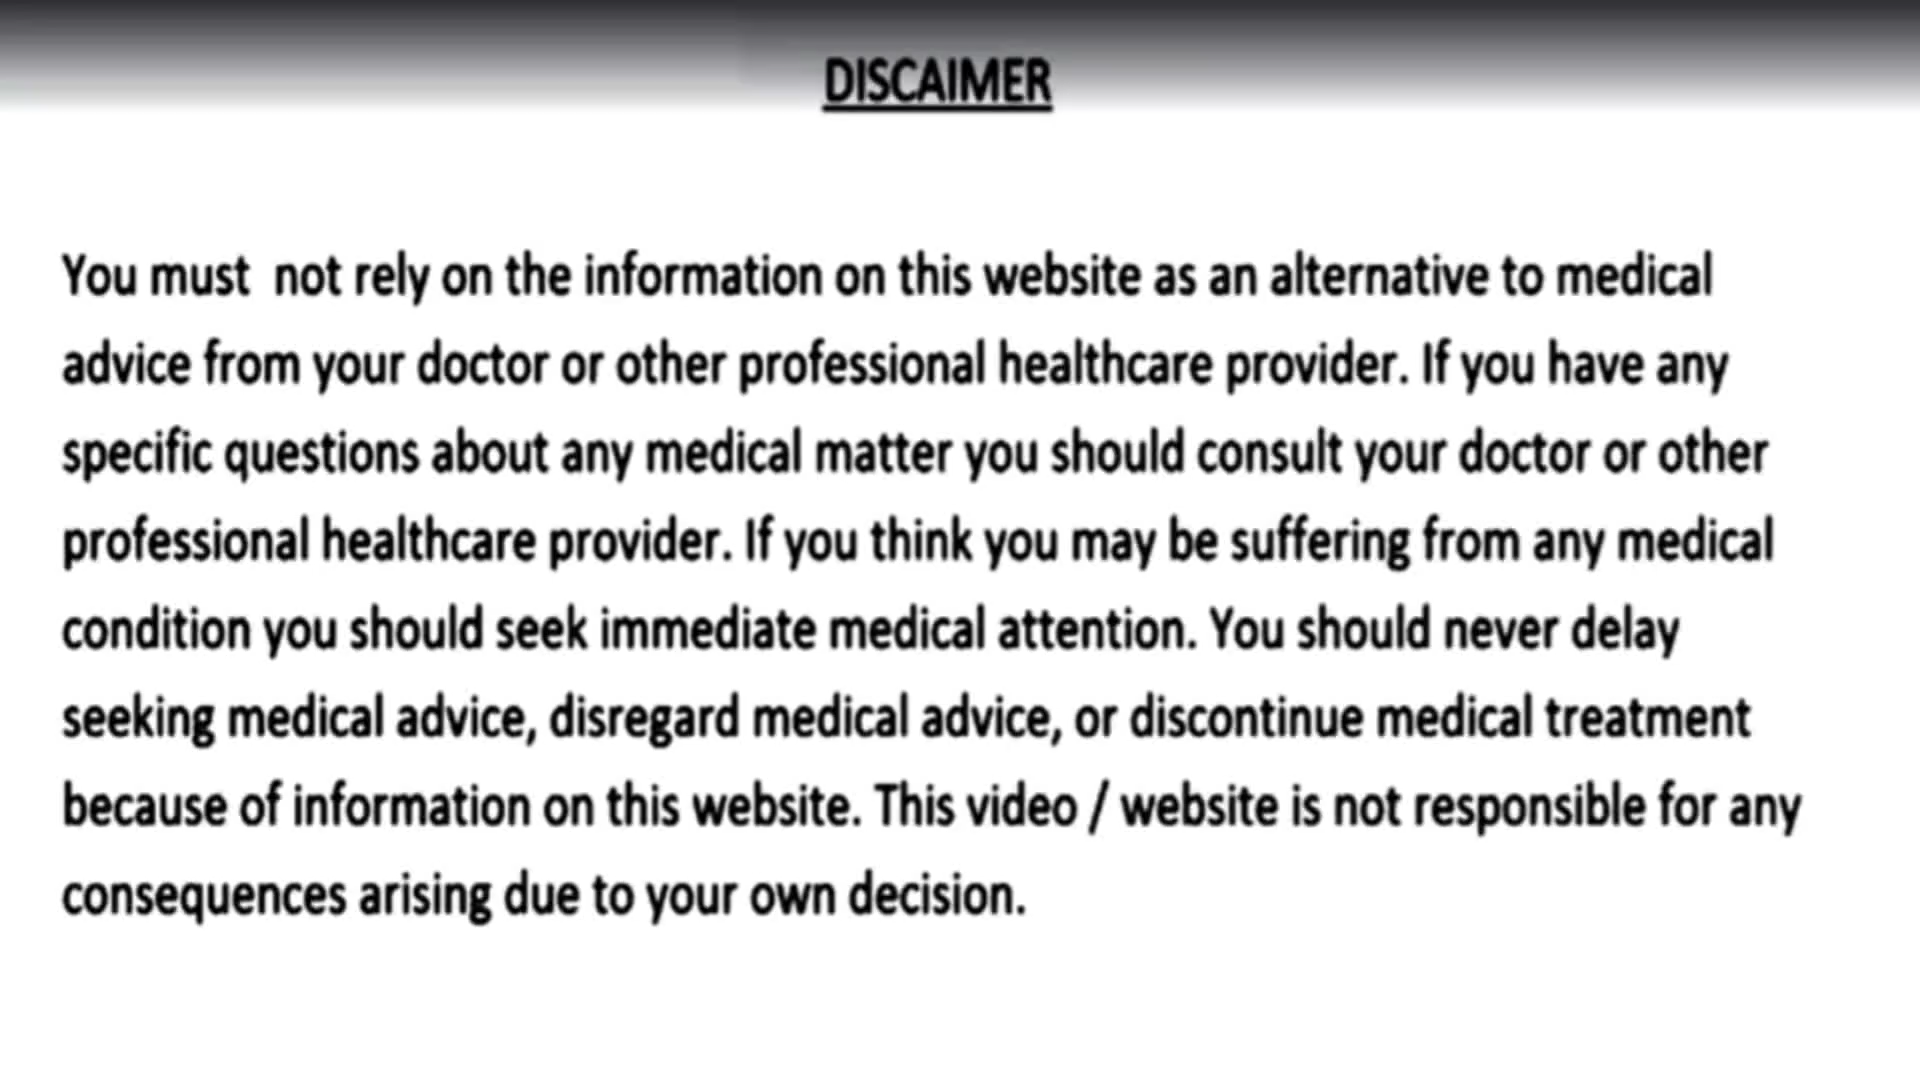 DISCAIMER
You must  not rely on the information on this website as an alternative to medical
advice from your doctor or other professional healthcare provider. If you have any
specific questions about any medical matter you should consult your doctor or other
professional healthcare provider. If you think you may be suffering from any medical
condition you should seek immediate medical attention. You should never delay
seeking medical advice, disregard medical advice, or discontinue medical treatment
because of information on this website. This video / website is not responsible for any
consequences arising due to your own decision.